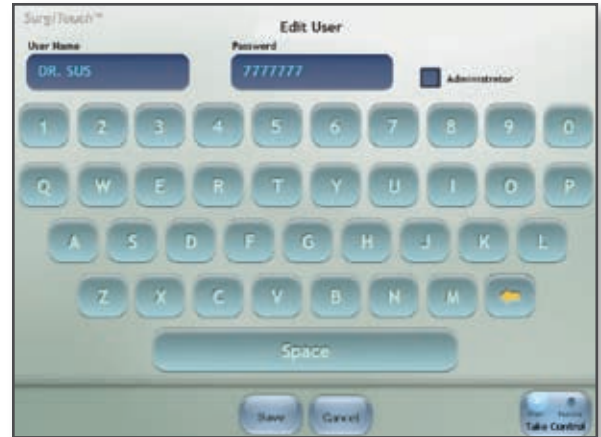 SurgiTouch™
Edit User
User Name
Password
DR. SUS
7777777
Administrator
1 2 3 4 5 6 7 8 9 0
Q W E R T Y U I O P
A S D F G H J K L
Z X C V B N M
Space
Save
Cancel
Take Control